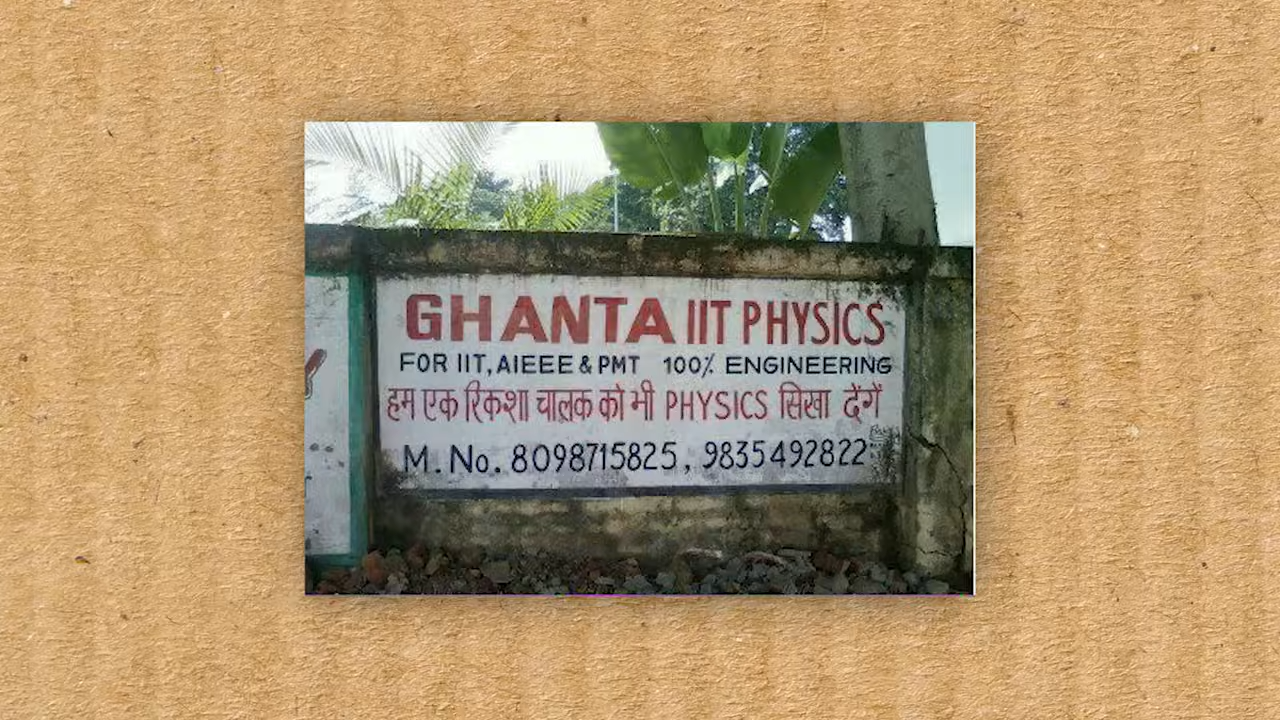 GHANTA IIT PHYSICS
FOR IIT, AIEEE & PMT 100% ENGINEERING
हम एक रिकशा चालक को भी PHYSICS सिखा देंगें
M. No. 8098715825, 9835492822